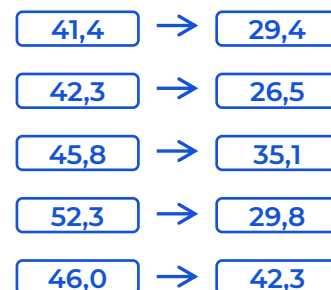 41,4 → 29,4
42,3 → 26,5
45,8 → 35,1
52,3 → 29,8
46,0 → 42,3